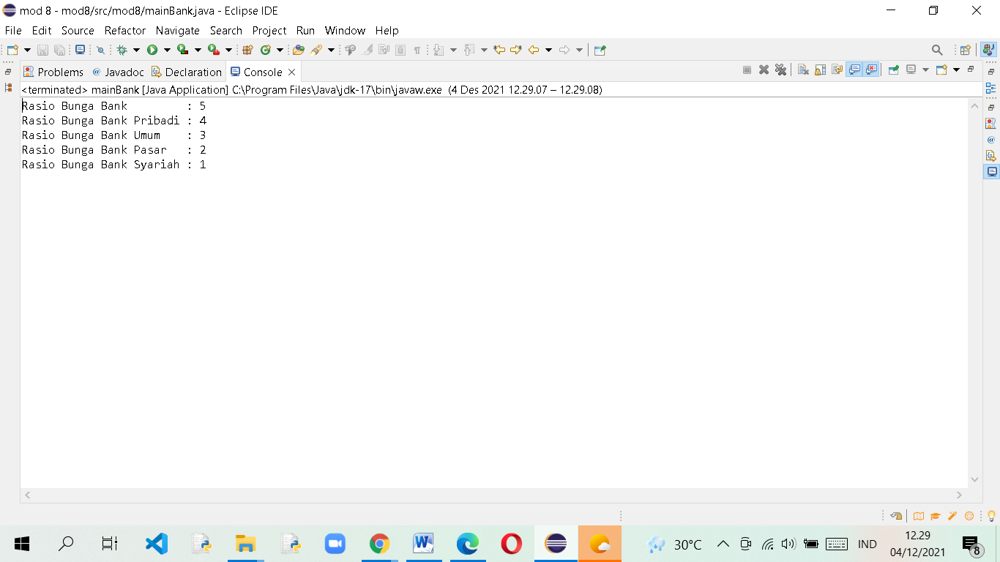 mod 8 - mod8/src/mod8/mainBank.java - Eclipse IDE
File Edit Source Refactor Navigate Search Project Run Window Help
Problems @ Javadoc Declaration Console
<terminated> mainBank [Java Application] C:\Program Files\Java\jdk-17\bin\javaw.exe (4 Des 2021 12.29.07 – 12.29.08)
Rasio Bunga Bank         : 5
Rasio Bunga Bank Pribadi : 4
Rasio Bunga Bank Umum    : 3
Rasio Bunga Bank Pasar   : 2
Rasio Bunga Bank Syariah : 1
30°C IND 12.29
04/12/2021 8